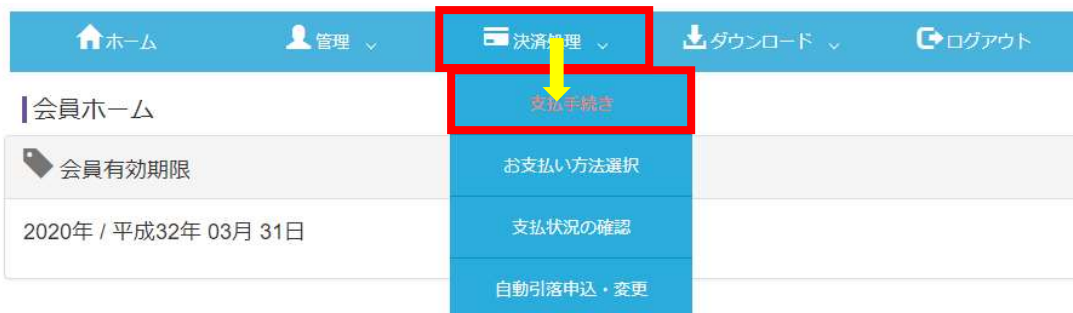 ホーム 管理 決済処理 ダウンロード ログアウト
会員ホーム
支払手続き
会員有効期限
お支払い方法選択
2020年 / 平成32年 03月 31日
支払状況の確認
自動引落申込・変更